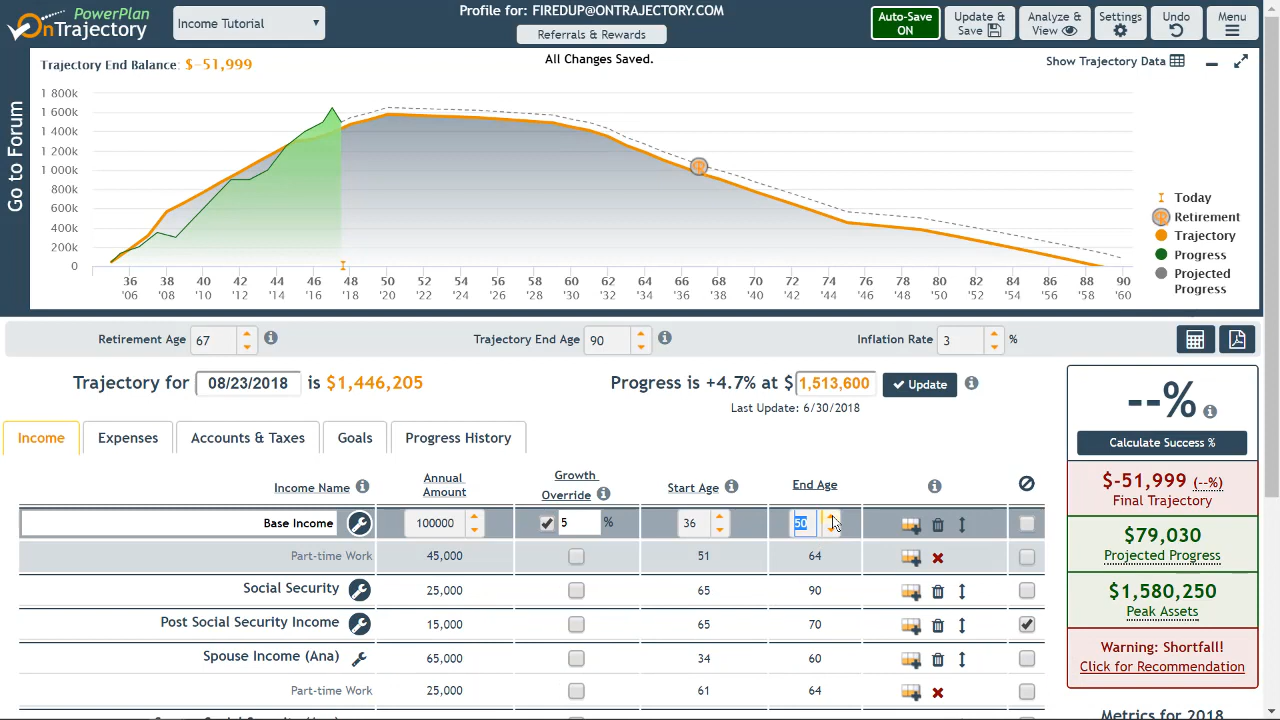 PowerPlan
OnTrajectory
Income Tutorial
Profile for: FIREDUP@ONTRAJECTORY.COM
Referrals & Rewards
Auto-Save
ON
Update &
Save
Analyze &
View
Settings
Undo
Menu
Go to Forum
Trajectory End Balance: $-51,999
All Changes Saved.
Show Trajectory Data
1 800k
1 600k
1 400k
1 200k
1 000k
800k
600k
400k
200k
0
36 38 40 42 44 46 48 50 52 54 56 58 60 62 64 66 68 70 72 74 76 78 80 82 84 86 88 90
'06 '08 '10 '12 '14 '16 '18 '20 '22 '24 '26 '28 '30 '32 '34 '36 '38 '40 '42 '44 '46 '48 '50 '52 '54 '56 '58 '60
Today
Retirement
Trajectory
Progress
Projected
Progress
Retirement Age 67
Trajectory End Age 90
Inflation Rate 3 %
Trajectory for 08/23/2018 is $1,446,205
Progress is +4.7% at $ 1,513,600 Update
Last Update: 6/30/2018
Income
Expenses
Accounts & Taxes
Goals
Progress History
Income Name
Annual
Amount
Growth
Override
Start Age
End Age
Base Income 100000 5 % 36 50
Part-time Work 45,000 51 64
Social Security 25,000 65 90
Post Social Security Income 15,000 65 70
Spouse Income (Ana) 65,000 34 60
Part-time Work 25,000 61 64
--%
Calculate Success %
$-51,999 (--%)
Final Trajectory
$79,030
Projected Progress
$1,580,250
Peak Assets
Warning: Shortfall!
Click for Recommendation
Metrics for 2018